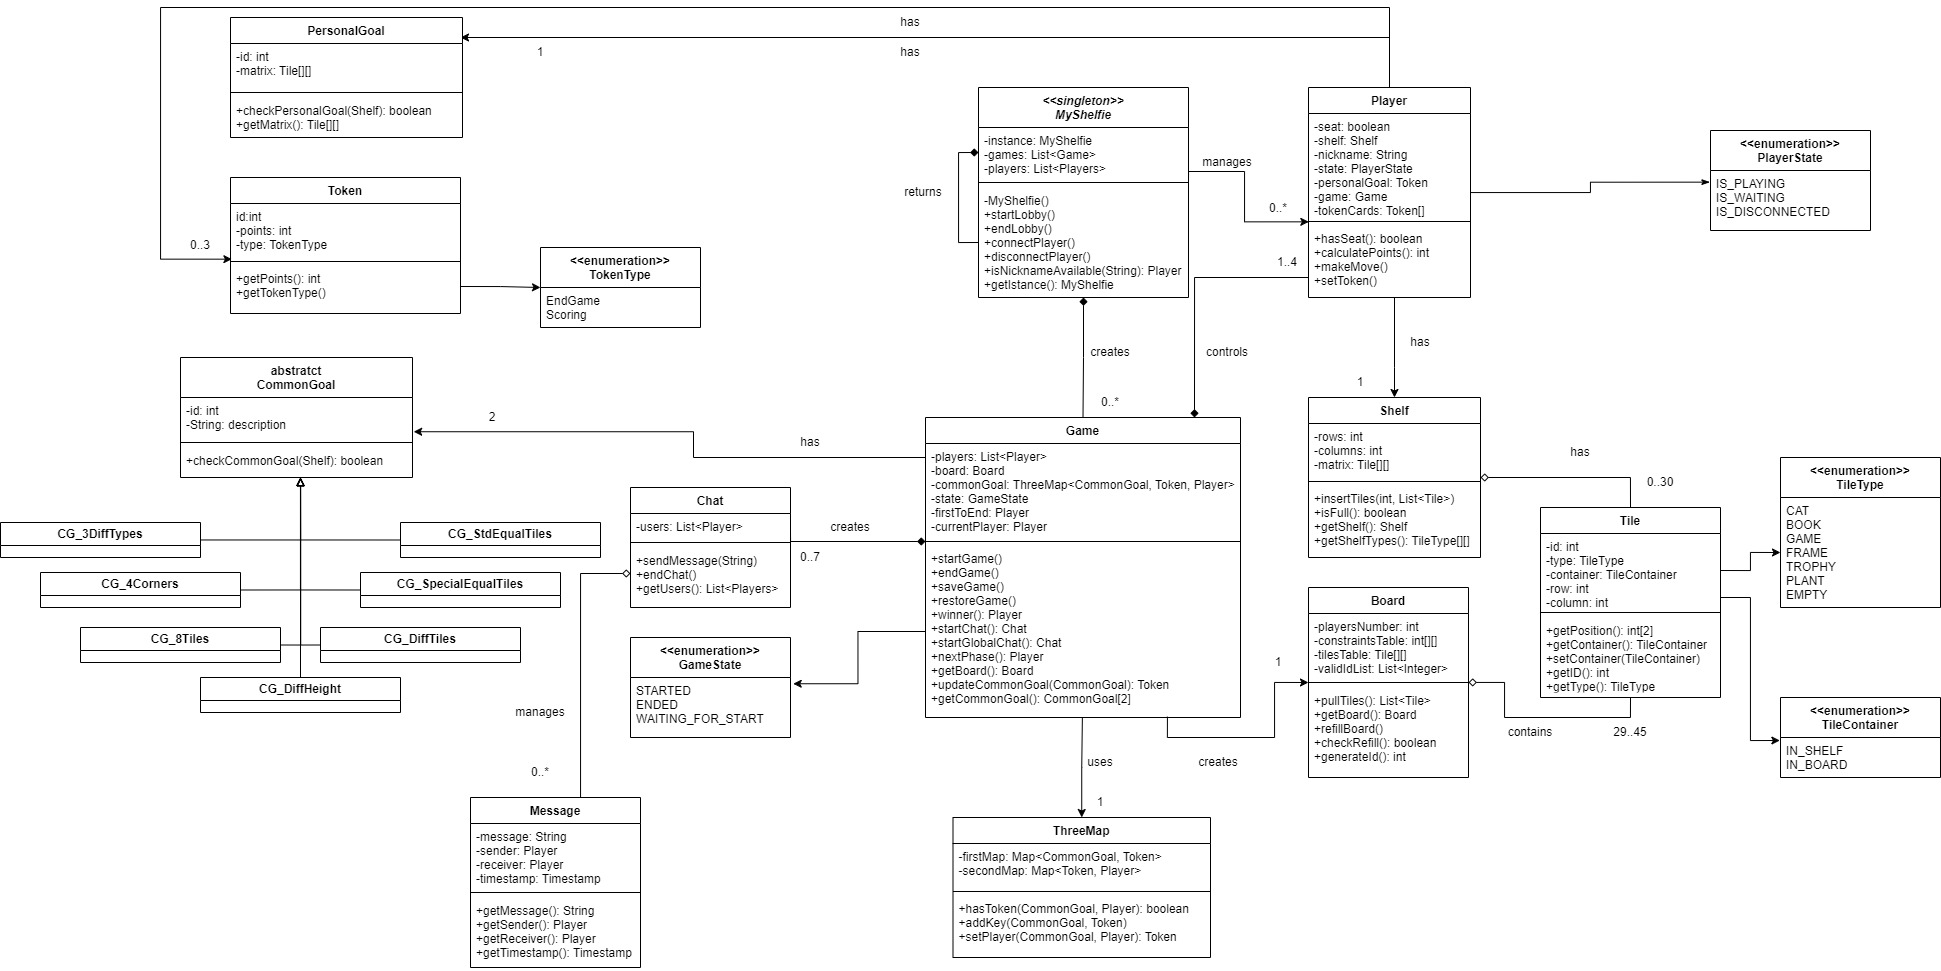 has
PersonalGoal
-id: int
-matrix: Tile[][]
+checkPersonalGoal(Shelf): boolean
+getMatrix(): Tile[][]
1
has
<<singleton>>
MyShelfie
-instance: MyShelfie
-games: List<Game>
-players: List<Players>
-MyShelfie()
+startLobby()
+endLobby()
+connectPlayer()
+disconnectPlayer()
+isNicknameAvailable(String): Player
+getIstance(): MyShelfie
returns
manages
0..*
Player
-seat: boolean
-shelf: Shelf
-nickname: String
-state: PlayerState
-personalGoal: Token
-game: Game
-tokenCards: Token[]
+hasSeat(): boolean
+calculatePoints(): int
+makeMove()
+setToken()
1..4
<<enumeration>>
PlayerState
IS_PLAYING
IS_WAITING
IS_DISCONNECTED
Token
id:int
-points: int
-type: TokenType
+getPoints(): int
+getTokenType()
0..3
<<enumeration>>
TokenType
EndGame
Scoring
creates
0..*
controls
has
1
abstratct
CommonGoal
-id: int
-String: description
+checkCommonGoal(Shelf): boolean
2
has
CG_3DiffTypes
CG_StdEqualTiles
CG_4Corners
CG_SpecialEqualTiles
CG_8Tiles
CG_DiffTiles
CG_DiffHeight
Game
-players: List<Player>
-board: Board
-commonGoal: ThreeMap<CommonGoal, Token, Player>
-state: GameState
-firstToEnd: Player
-currentPlayer: Player
+startGame()
+endGame()
+saveGame()
+restoreGame()
+winner(): Player
+startChat(): Chat
+startGlobalChat(): Chat
+nextPhase(): Player
+getBoard(): Board
+updateCommonGoal(CommonGoal): Token
+getCommonGoal(): CommonGoal[2]
Chat
-users: List<Player>
+sendMessage(String)
+endChat()
+getUsers(): List<Players>
creates
0..7
<<enumeration>>
GameState
STARTED
ENDED
WAITING_FOR_START
manages
0..*
Message
-message: String
-sender: Player
-receiver: Player
-timestamp: Timestamp
+getMessage(): String
+getSender(): Player
+getReceiver(): Player
+getTimestamp(): Timestamp
uses
1
ThreeMap
-firstMap: Map<CommonGoal, Token>
-secondMap: Map<Token, Player>
+hasToken(CommonGoal, Player): boolean
+addKey(CommonGoal, Token)
+setPlayer(CommonGoal, Player): Token
creates
1
Shelf
-rows: int
-columns: int
-matrix: Tile[][]
+insertTiles(int, List<Tile>)
+isFull(): boolean
+getShelf(): Shelf
+getShelfTypes(): TileType[][]
has
0..30
Board
-playersNumber: int
-constraintsTable: int[][]
-tilesTable: Tile[][]
-validIdList: List<Integer>
+pullTiles(): List<Tile>
+getBoard(): Board
+refillBoard()
+checkRefill(): boolean
+generateId(): int
contains
29..45
Tile
-id: int
-type: TileType
-container: TileContainer
-row: int
-column: int
+getPosition(): int[2]
+getContainer(): TileContainer
+setContainer(TileContainer)
+getID(): int
+getType(): TileType
<<enumeration>>
TileType
CAT
BOOK
GAME
FRAME
TROPHY
PLANT
EMPTY
<<enumeration>>
TileContainer
IN_SHELF
IN_BOARD